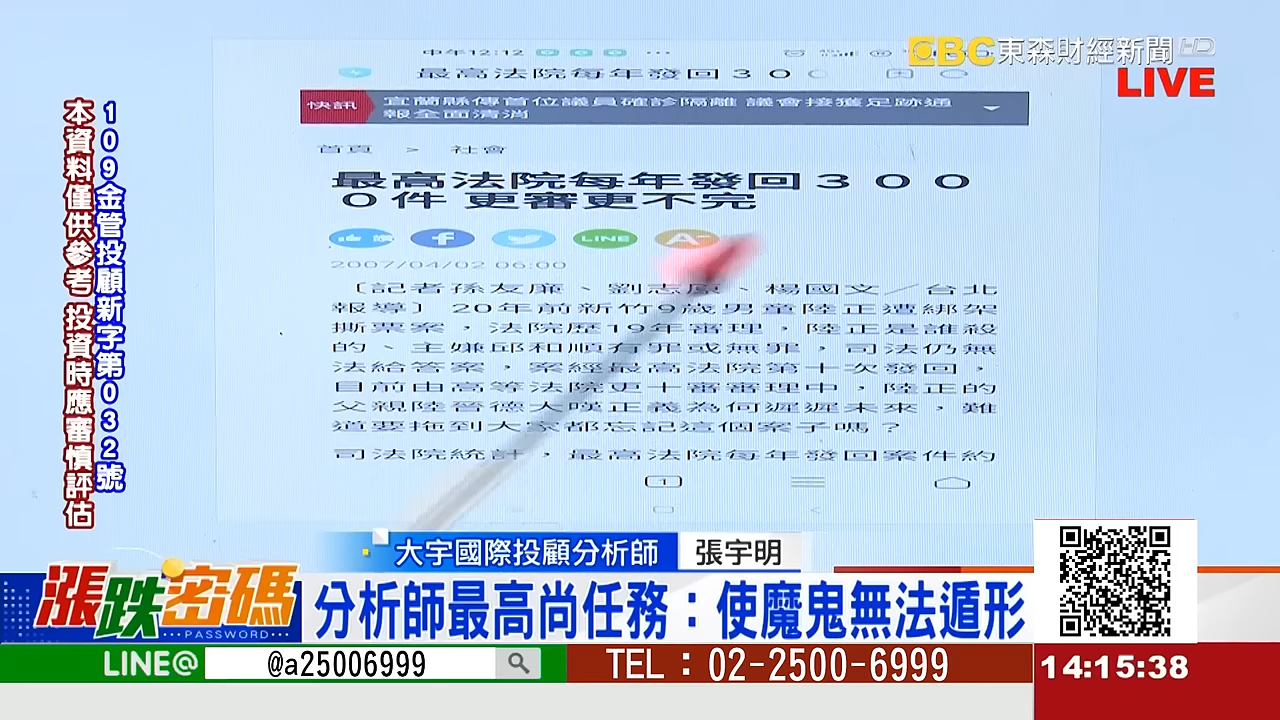 EBC 東森財經新聞 HD
LIVE
109金管投顧新字第032號
本資料僅供參考 投資時應審慎評估
中午12:12
最高法院每年發回300
快訊
宜蘭縣傳首位議員確診隔離 議會接獲足跡通
報全面清消
首頁 > 社會
最高法院每年發回300
0件 更審更不完
讚
LINE
A
2007/04/02 06:00
〔記者孫友廉、劉志原、楊國文／台北
報導〕20年前新竹9歲男童陸正遭綁架
撕票案，法院歷19年審理，陸正是誰殺
的、主嫌邱和順有罪或無罪，司法仍無
法給答案，案經最高法院第十次發回，
目前由高等法院更十審審理中，陸正的
父親陸晉德大嘆正義為何遲遲未來，難
道要拖到大家都忘記這個案子嗎？
司法院統計，最高法院每年發回案件約
1
大宇國際投顧分析師 張宇明
漲跌密碼
PASSWORD
分析師最高尚任務：使魔鬼無法遁形
LINE@ @a25006999
TEL：02-2500-6999
14:15:38